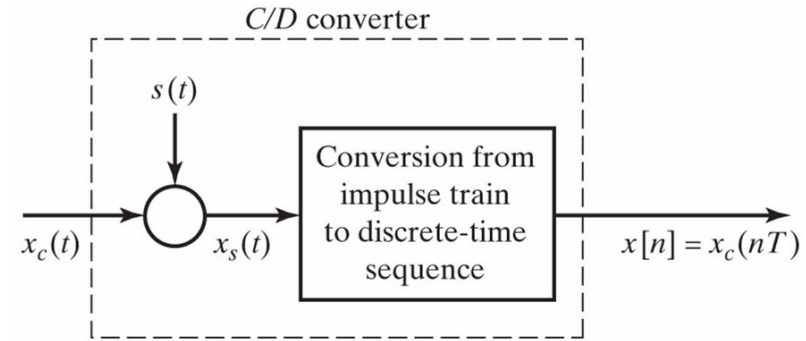 C/D converter
s(t)
Conversion from
impulse train
to discrete-time
sequence
x_c(t)
x_s(t)
x[n] = x_c(nT)